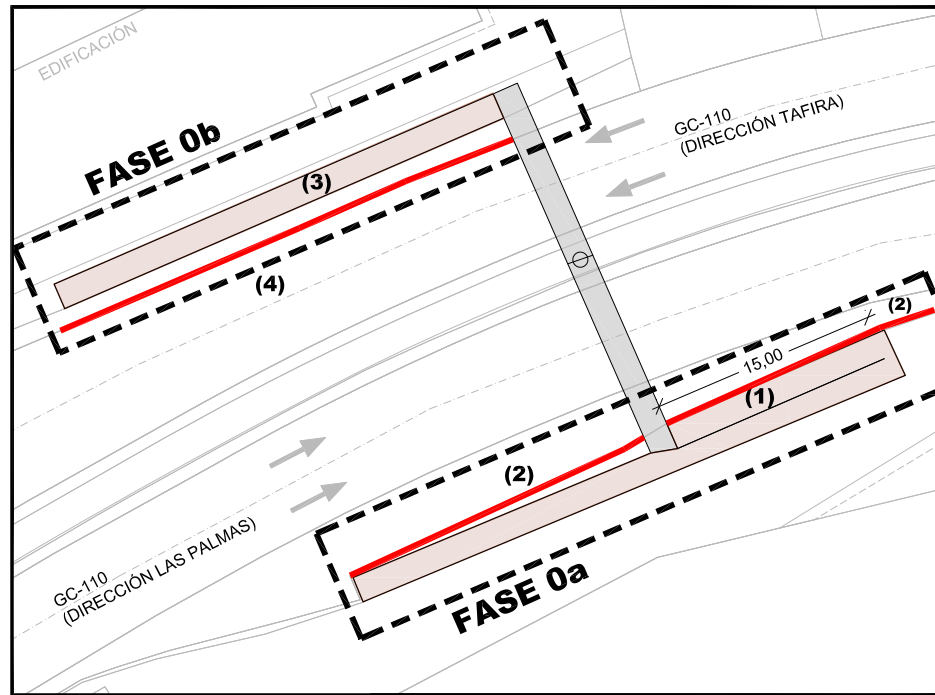 EDIFICACIÓN
FASE 0b
GC-110
(DIRECCIÓN TAFIRA)
(3)
(4)
(2)
15,00
(1)
(2)
GC-110
(DIRECCIÓN LAS PALMAS)
FASE 0a